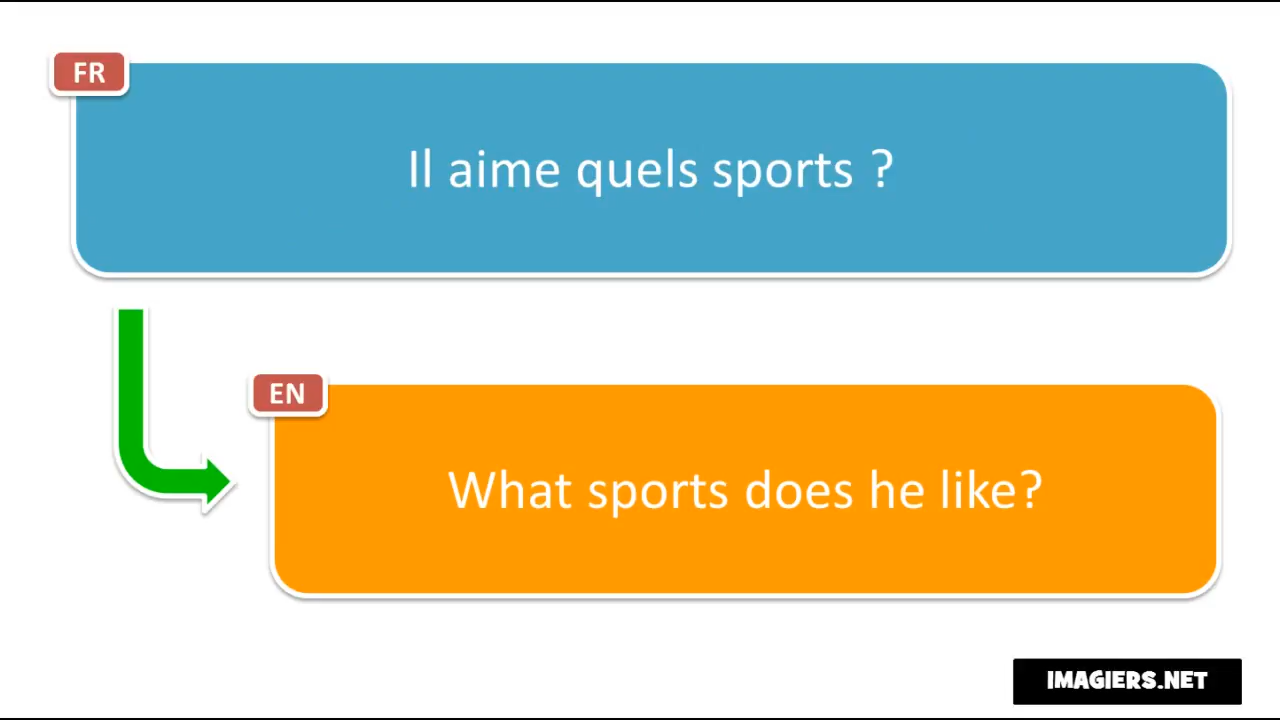 FR
Il aime quels sports ?
EN
What sports does he like?
IMAGIERS.NET